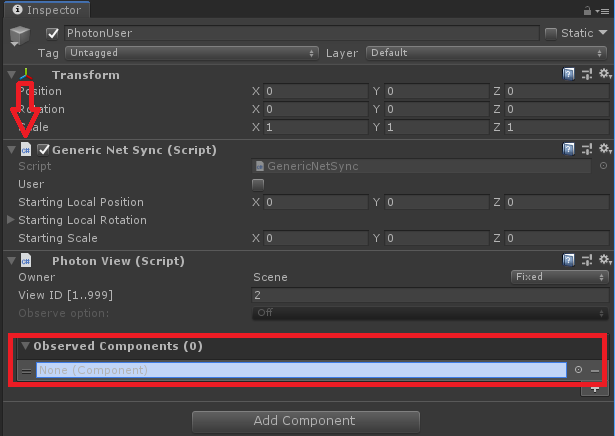 Inspector
PhotonUser Static
Tag Untagged Layer Default
Transform
Position X 0 Y 0 Z 0
Rotation X 0 Y 0 Z 0
Scale X 1 Y 1 Z 1
Generic Net Sync (Script)
Script GenericNetSync
User
Starting Local Position X 0 Y 0 Z 0
Starting Local Rotation
Starting Scale X 0 Y 0 Z 0
Photon View (Script)
Owner Scene Fixed
View ID [1..999] 2
Observe option: Off
Observed Components (0)
None (Component)
Add Component